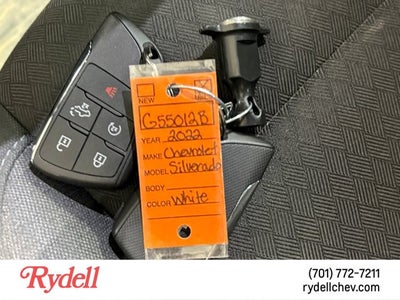 NEW
G55012B
YEAR 2022
MAKE Chevrolet
MODEL Silverado
BODY
COLOR White
Rydell
(701) 772-7211
rydellchev.com